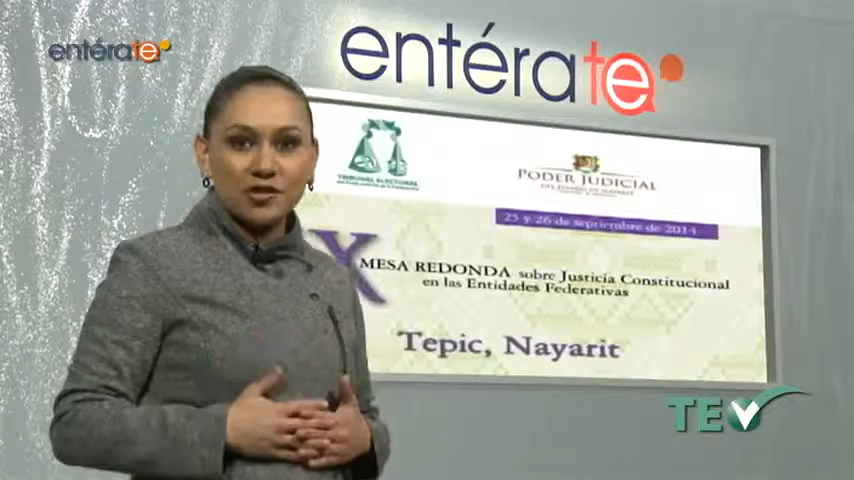 entérate
entérate
TRIBUNAL ELECTORAL
PODER JUDICIAL
25 y 26 de septiembre de 2014
X MESA REDONDA sobre Justicia Constitucional
en las Entidades Federativas
Tepic, Nayarit
TE